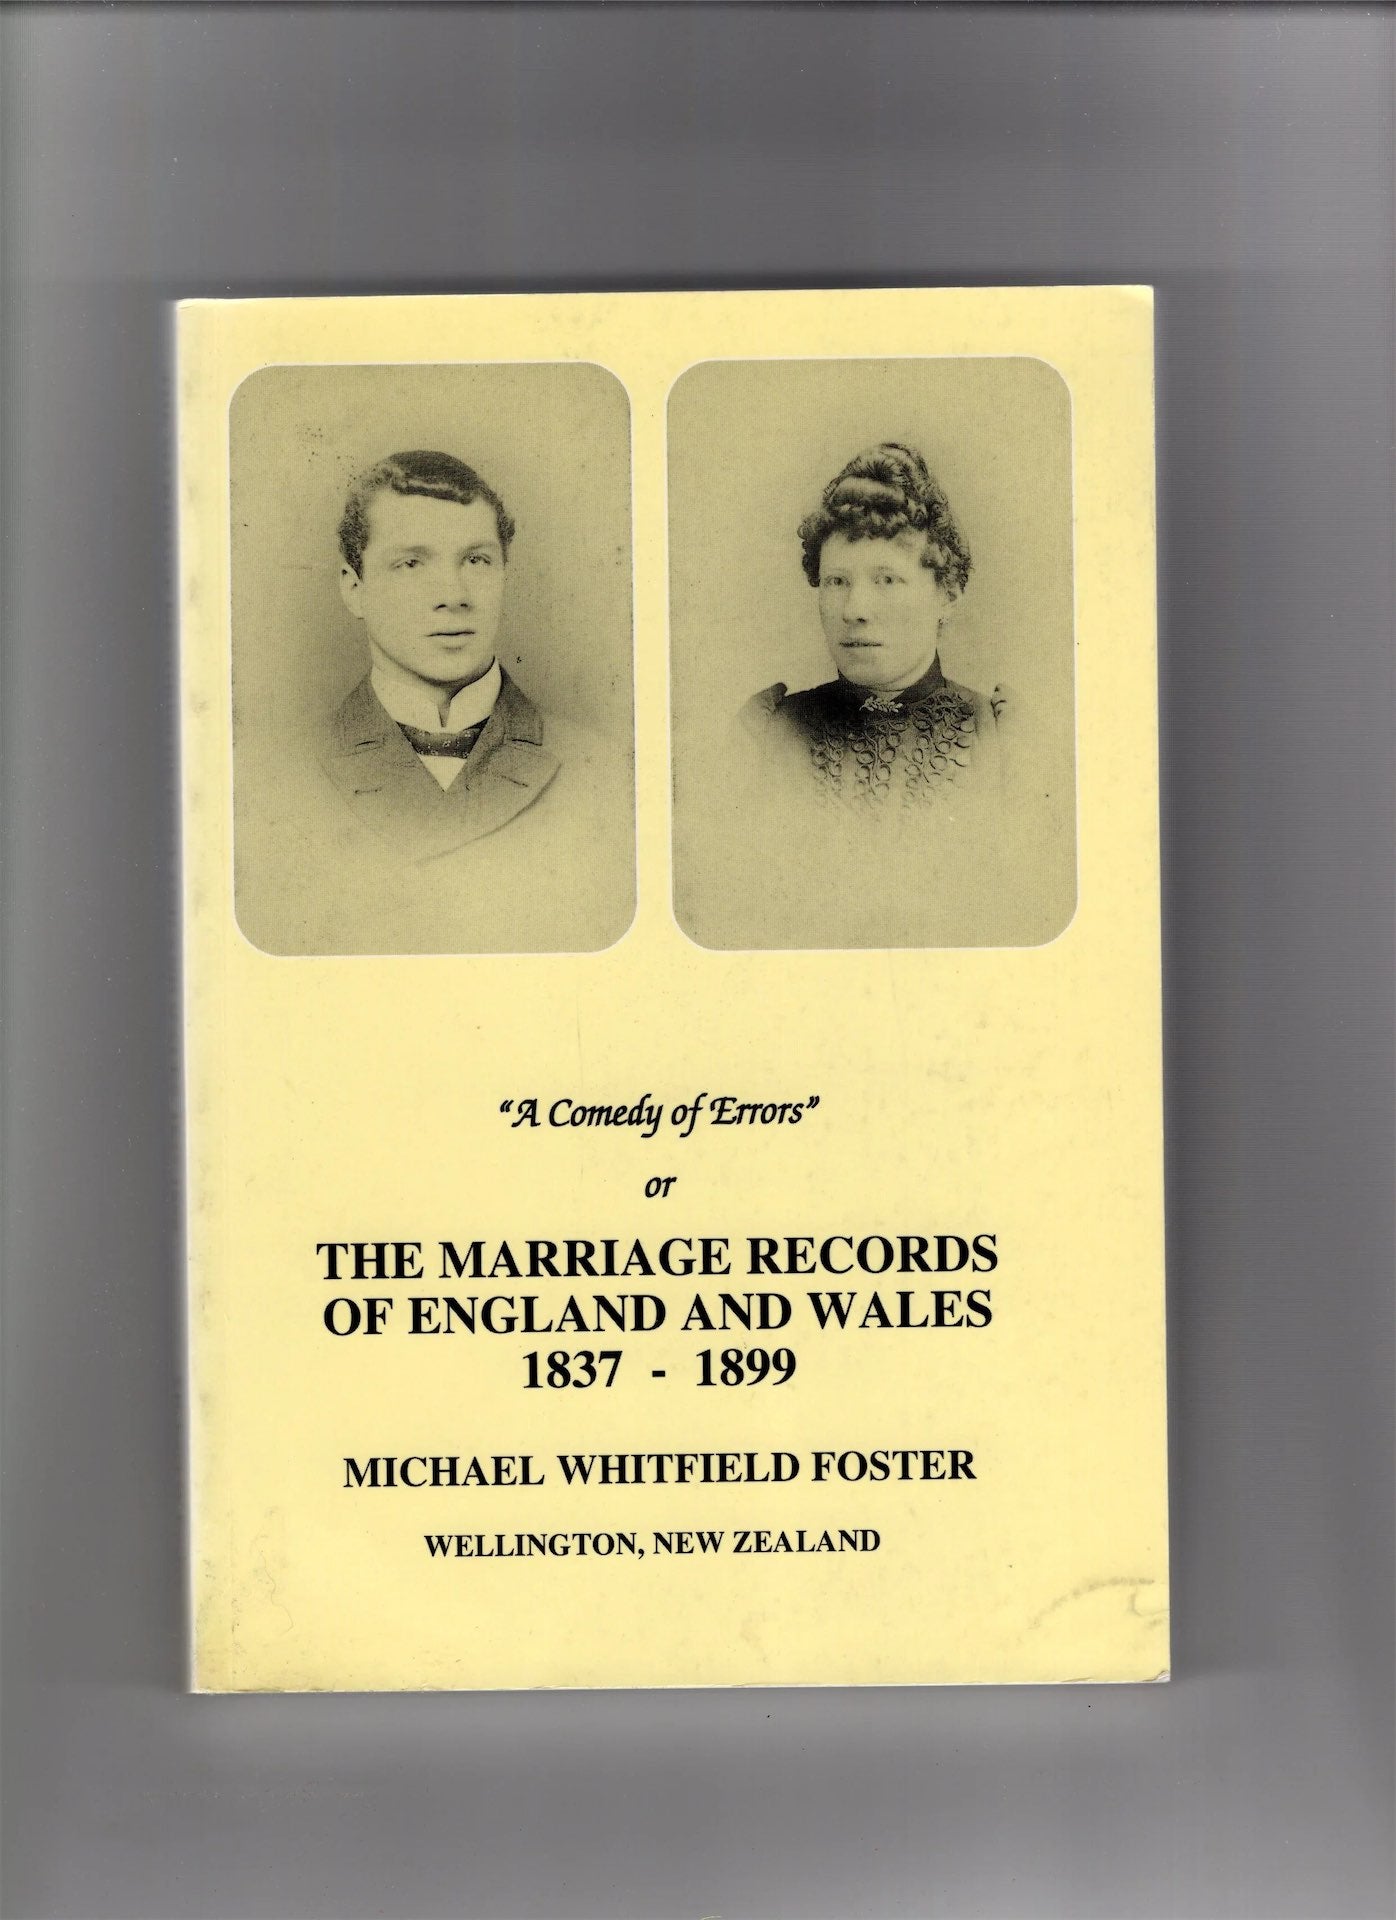 “A Comedy of Errors”
or
THE MARRIAGE RECORDS
OF ENGLAND AND WALES
1837 - 1899
MICHAEL WHITFIELD FOSTER
WELLINGTON, NEW ZEALAND